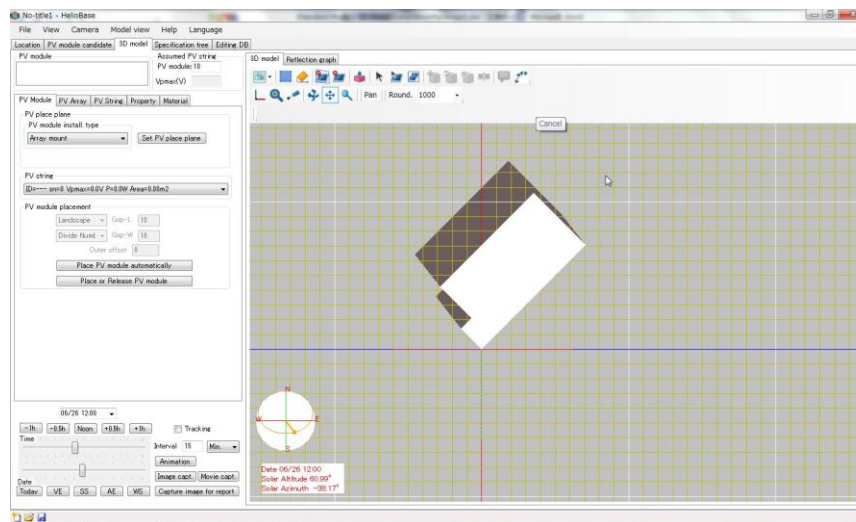 No-title1 - HelioBase
File View Camera Model view Help Language
Location PV module candidate 3D model Specification tree Editing DB
PV module
Assumed PV string
PV module: 10
Vpmax(V)
PV Module PV Array PV String Property Material
PV place plane
PV module install type
Array mount Set PV place plane
PV string
ID=--- sn=0 Vpmax=0.0V P=0.0W Area=0.00m2
PV module placement
Landscape Gap-L 10
Divide Numt Gap-W 10
Outer offset 0
Place PV module automatically
Place or Release PV module
06/26 12:00
-1h -0.5h Noon +0.5h +1h Tracking
Time
Interval 15 Min.
Animation
Image capt. Movie capt.
Date
Today VE SS AE WS Capture image for report
3D model Reflection graph
Pan Round. 1000
Cancel
N
W E
S
Date 06/26 12:00
Soler Altitude 60.99°
Soler Azimuth -38.17°